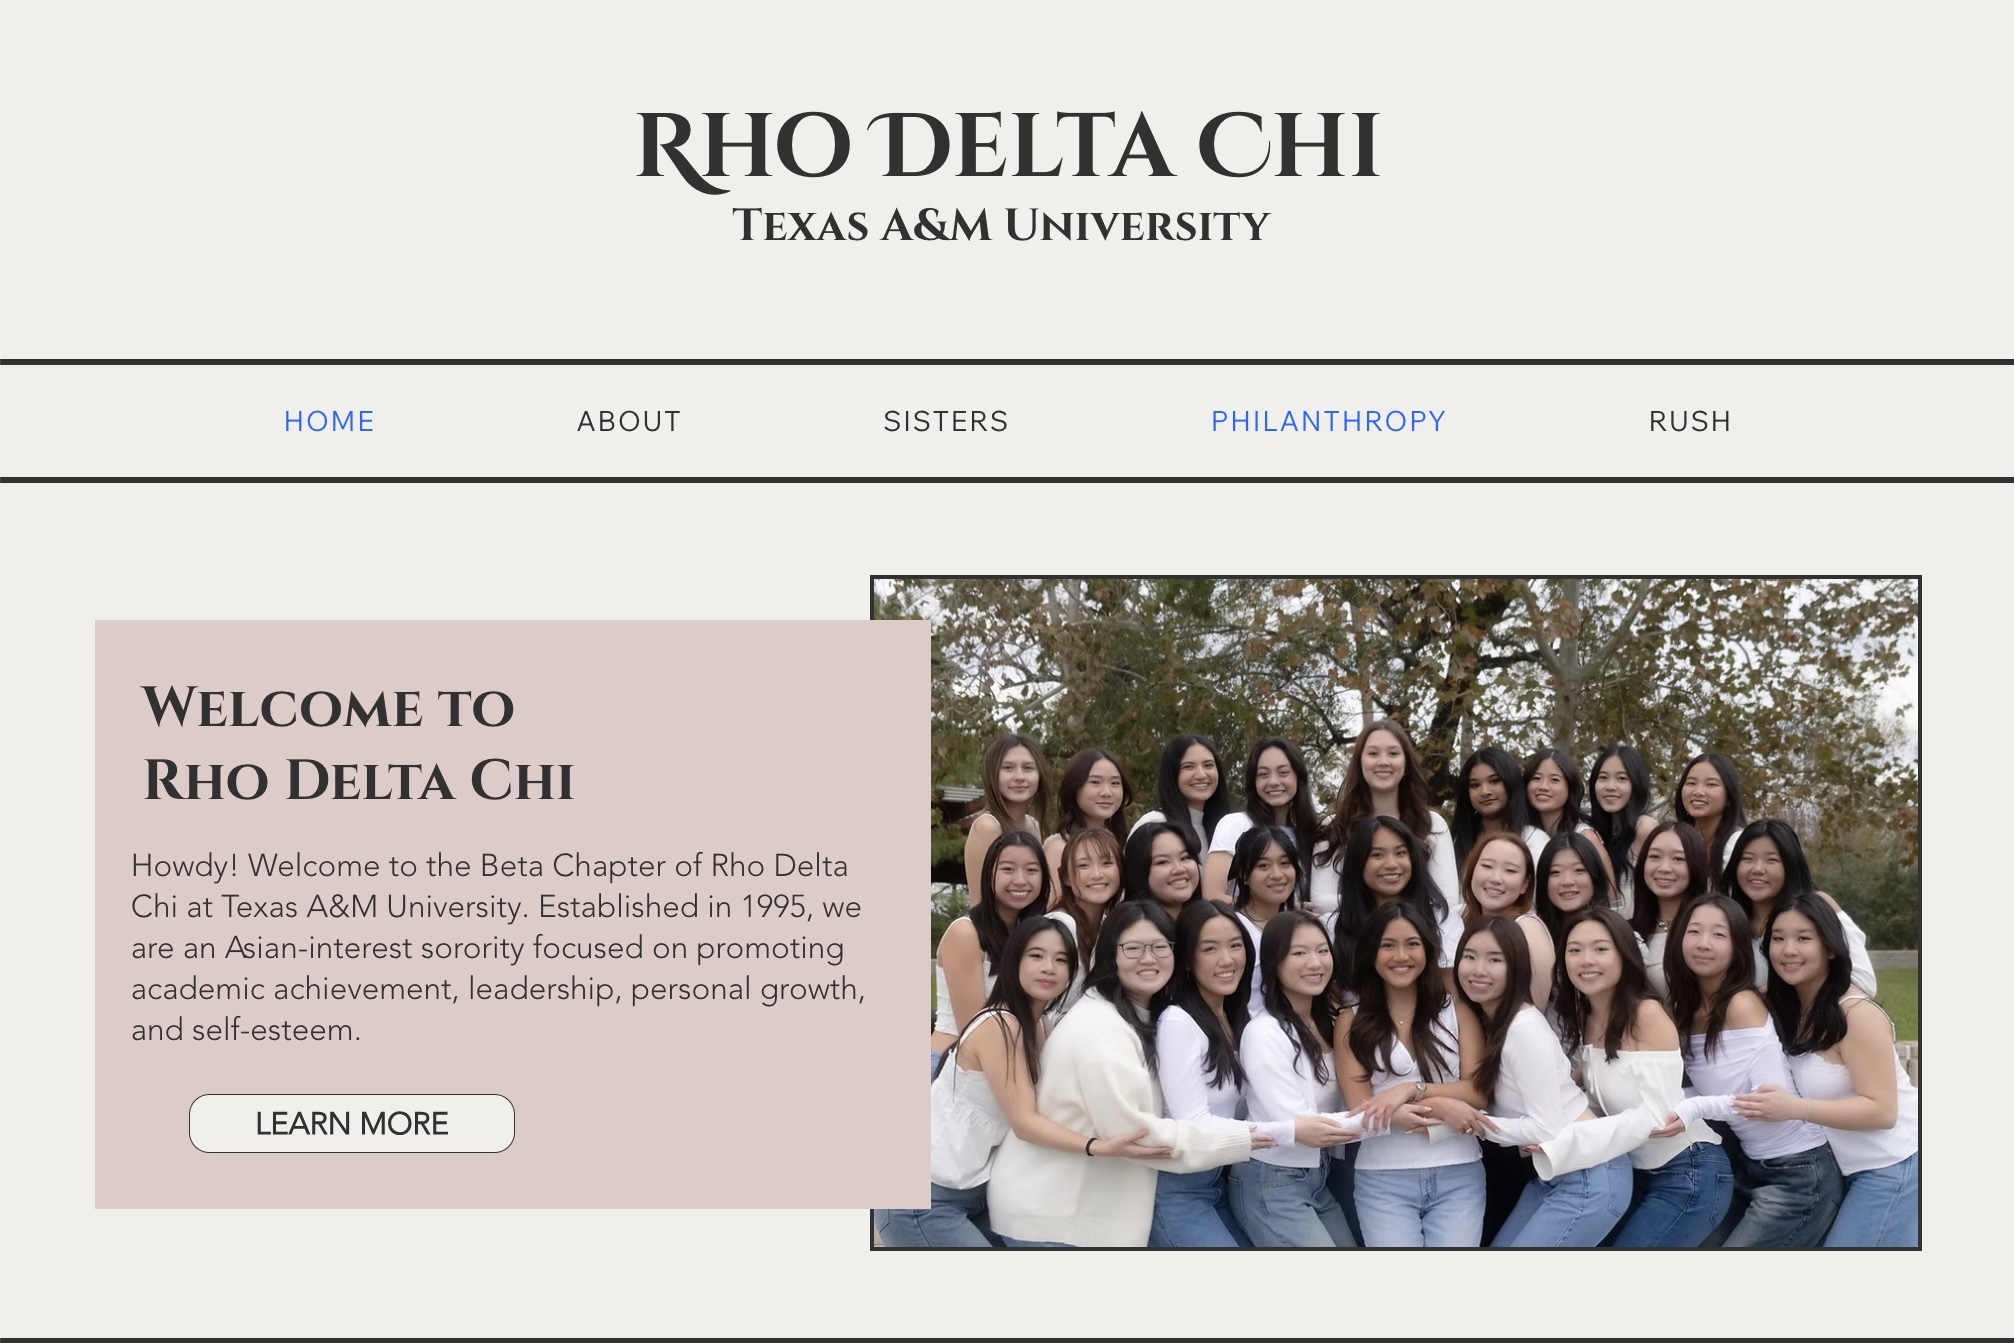 Rho Delta Chi
Texas A&M University
HOME ABOUT SISTERS PHILANTHROPY RUSH
Welcome to
Rho Delta Chi
Howdy! Welcome to the Beta Chapter of Rho Delta
Chi at Texas A&M University. Established in 1995, we
are an Asian-interest sorority focused on promoting
academic achievement, leadership, personal growth,
and self-esteem.
LEARN MORE